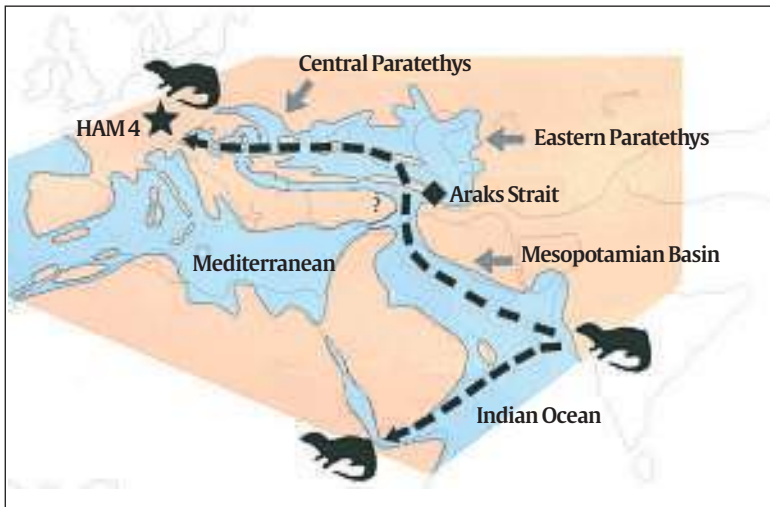 Central Paratethys
HAM 4
Eastern Paratethys
Araks Strait
?
Mesopotamian Basin
Mediterranean
Indian Ocean